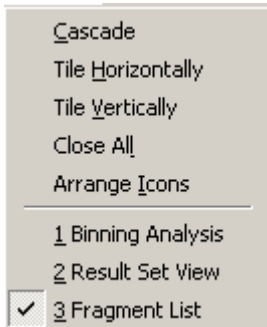 Cascade
Tile Horizontally
Tile Vertically
Close All
Arrange Icons
1 Binning Analysis
2 Result Set View
3 Fragment List